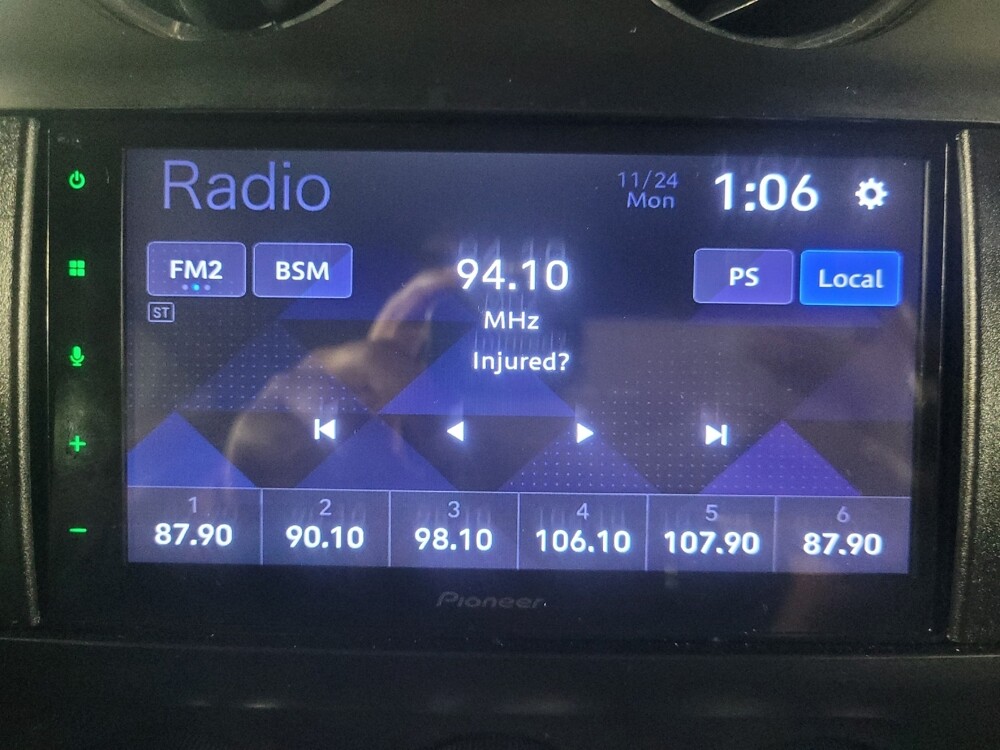 Radio
11/24
Mon
1:06
FM2
BSM
94.10
MHz
Injured?
PS
Local
ST
1
87.90
2
90.10
3
98.10
4
106.10
5
107.90
6
87.90
Pioneer